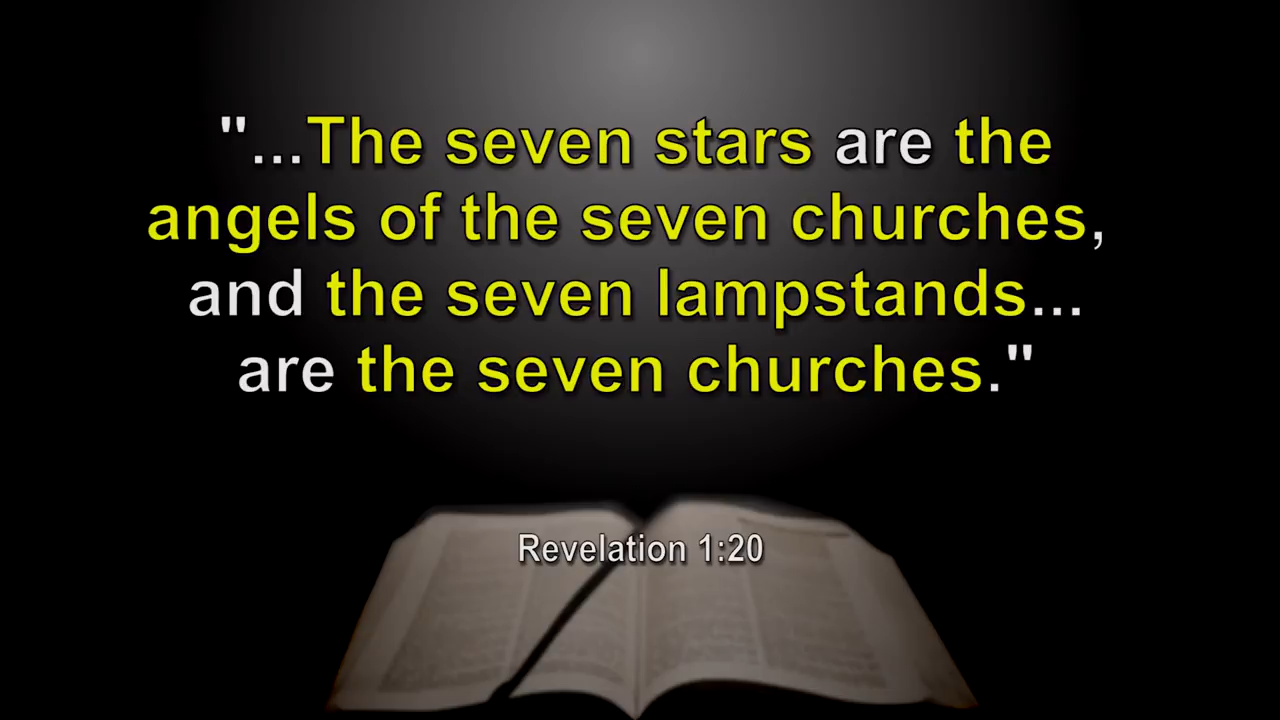 "...The seven stars are the
angels of the seven churches,
and the seven lampstands...
are the seven churches."
Revelation 1:20